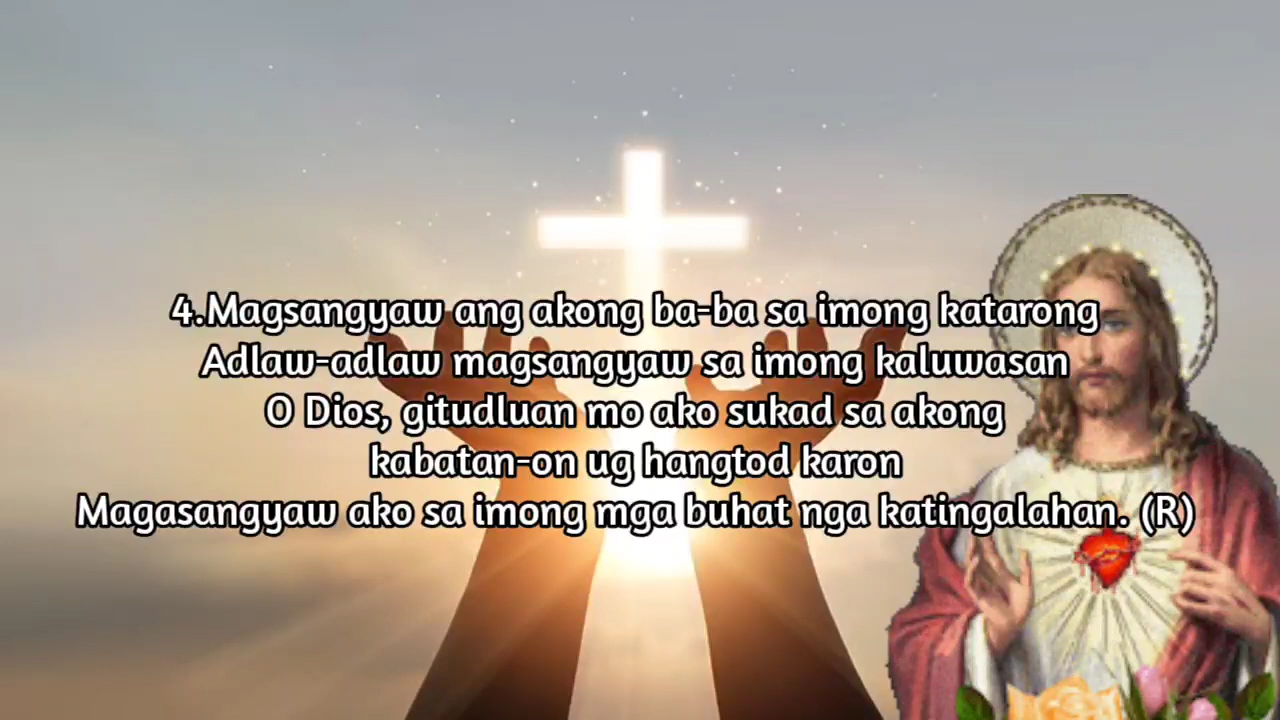 4.Magsangyaw ang akong ba-ba sa imong katarong
Adlaw-adlaw magsangyaw sa imong kaluwasan
O Dios, gitudluan mo ako sukad sa akong
kabatan-on ug hangtod karon
Magasangyaw ako sa imong mga buhat nga katingalahan. (R)